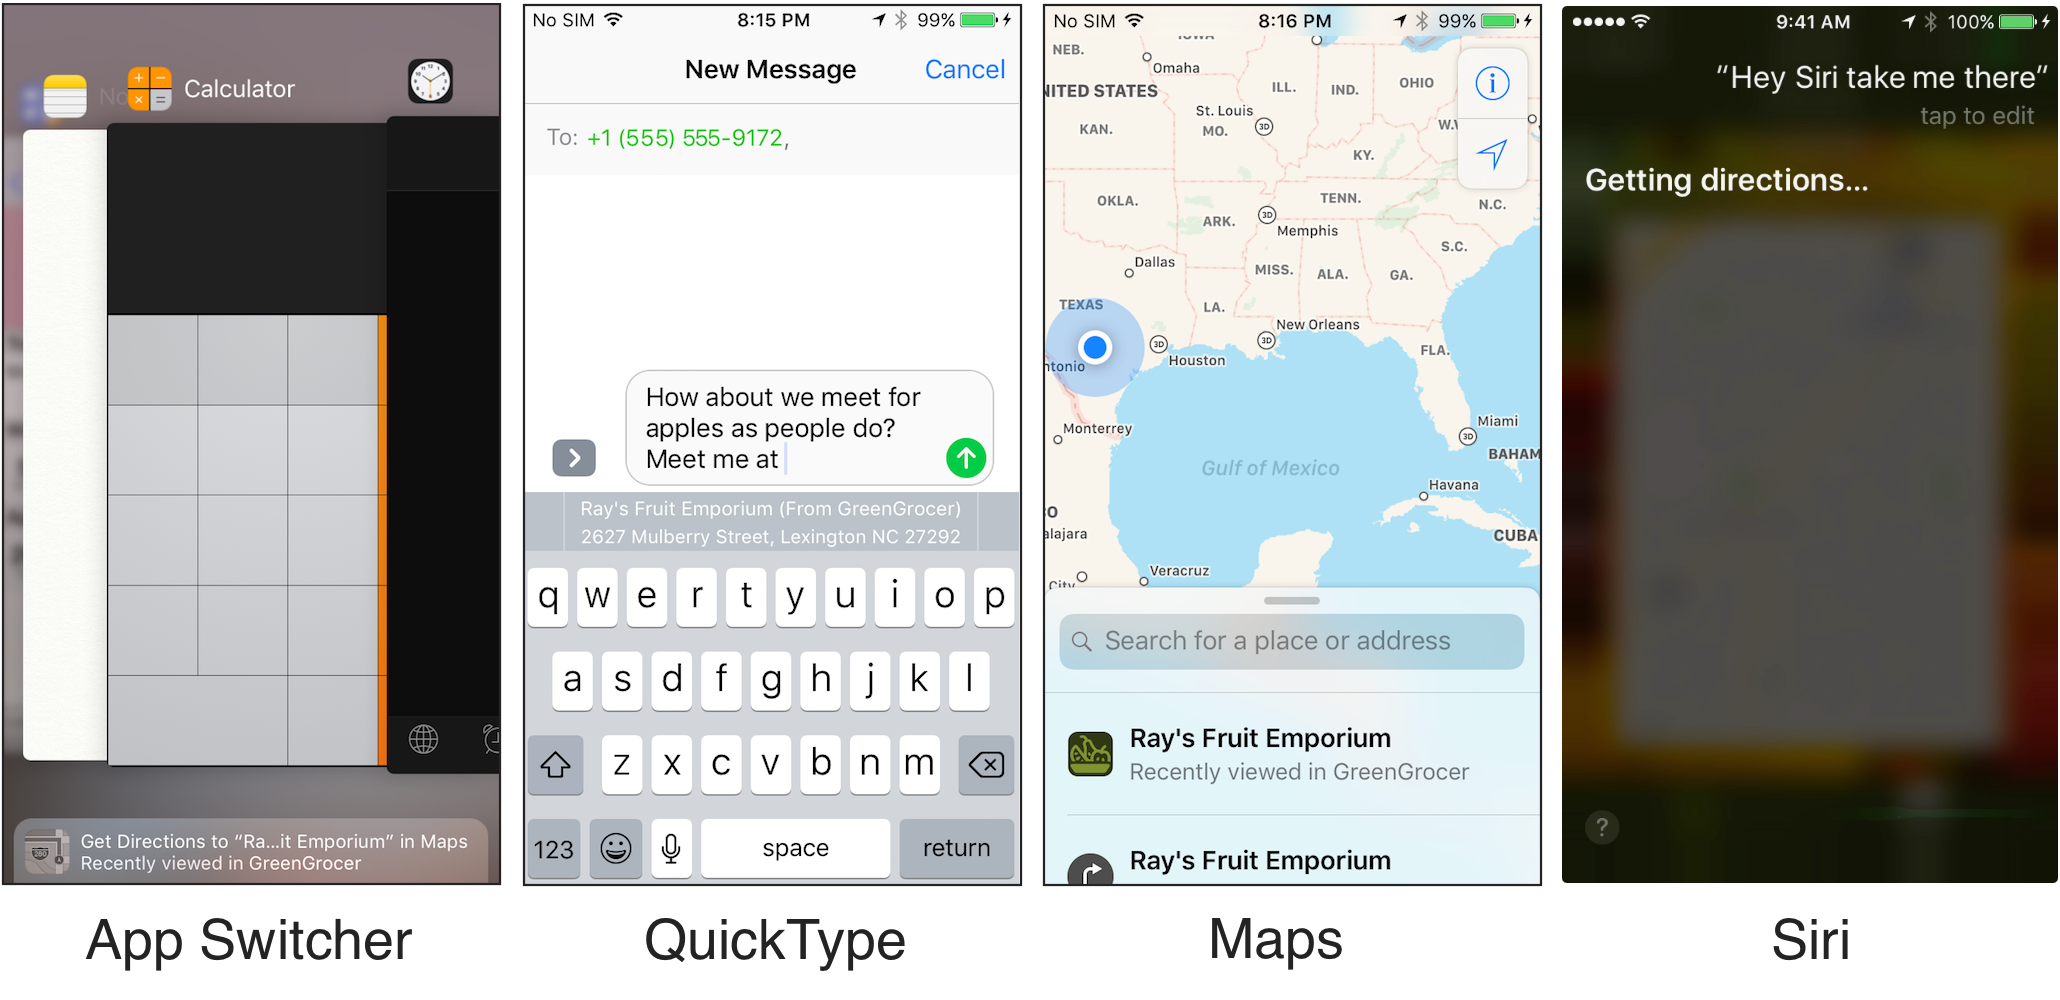 No
Calculator
Get Directions to “Ra...it Emporium” in Maps
Recently viewed in GreenGrocer
App Switcher
No SIM 8:15 PM 99%
New Message Cancel
To: +1 (555) 555-9172,
How about we meet for
apples as people do?
Meet me at
Ray's Fruit Emporium (From GreenGrocer)
2627 Mulberry Street, Lexington NC 27292
q w e r t y u i o p
a s d f g h j k l
z x c v b n m
123 space return
QuickType
No SIM 8:16 PM 99%
IOWA
NEB.
Omaha
NITED STATES
ILL.
IND.
OHIO
St. Louis
3D
KAN.
MO.
W.V
KY.
OKLA.
TENN.
N.C.
ARK.
3D
Memphis
S.C.
Dallas
MISS.
ALA.
GA.
TEXAS
LA.
New Orleans
3D
3D
Houston
FLA.
ntonio
Miami
3D
Monterrey
BAHAM
Gulf of Mexico
Havana
O
alajara
CUBA
Veracruz
City
Search for a place or address
Ray's Fruit Emporium
Recently viewed in GreenGrocer
Ray's Fruit Emporium
Maps
9:41 AM 100%
“Hey Siri take me there”
tap to edit
Getting directions...
?
Siri